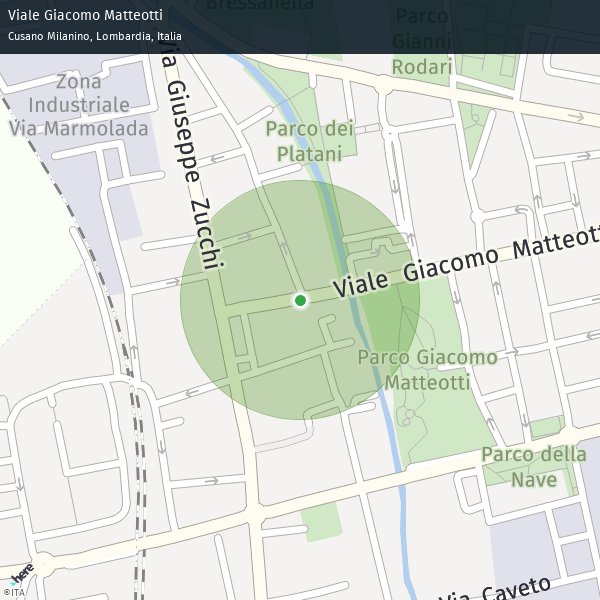 Viale Giacomo Matteotti
Cusano Milanino, Lombardia, Italia
Bressanella
Parco
Gianni
Rodari
Zona
Industriale
Via Marmolada
Via Giuseppe Zucchi
Parco dei
Platani
Viale Giacomo Matteotti
Parco Giacomo
Matteotti
Parco della
Nave
Via Caveto
here
©ITA